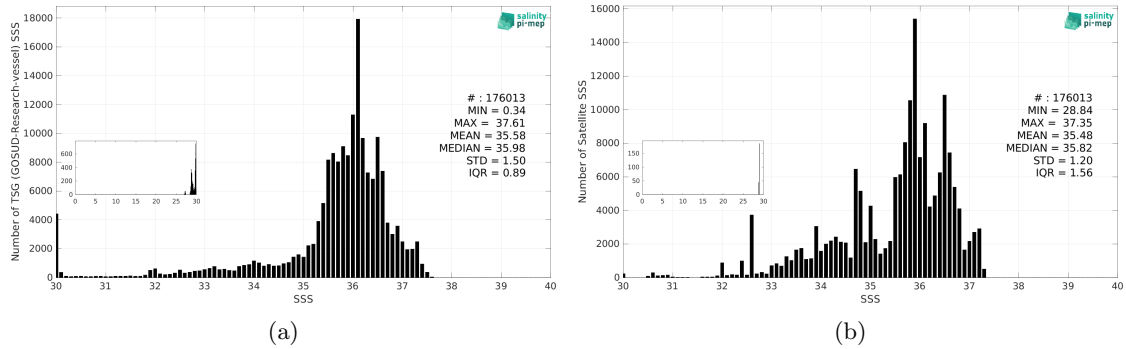 18000
16000
14000
12000
10000
8000
6000
4000
2000
0
Number of TSG (GOSUD-Research-vessel) SSS
30 31 32 33 34 35 36 37 38 39 40
SSS
600
400
200
0
0 5 10 15 20 25 30
salinity
pi-mep
# : 176013
MIN = 0.34
MAX = 37.61
MEAN = 35.58
MEDIAN = 35.98
STD = 1.50
IQR = 0.89
(a)
16000
14000
12000
10000
8000
6000
4000
2000
0
Number of Satellite SSS
30 31 32 33 34 35 36 37 38 39 40
SSS
150
100
50
0
0 5 10 15 20 25 30
salinity
pi-mep
# : 176013
MIN = 28.84
MAX = 37.35
MEAN = 35.48
MEDIAN = 35.82
STD = 1.20
IQR = 1.56
(b)